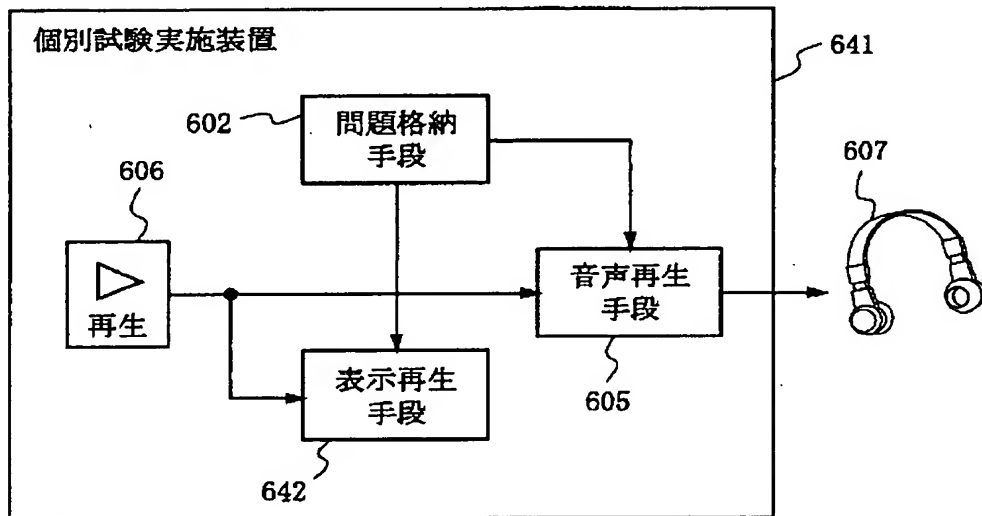 個別試験実施装置
641
602
問題格納
手段
606
607
再生
音声再生
手段
605
表示再生
手段
642